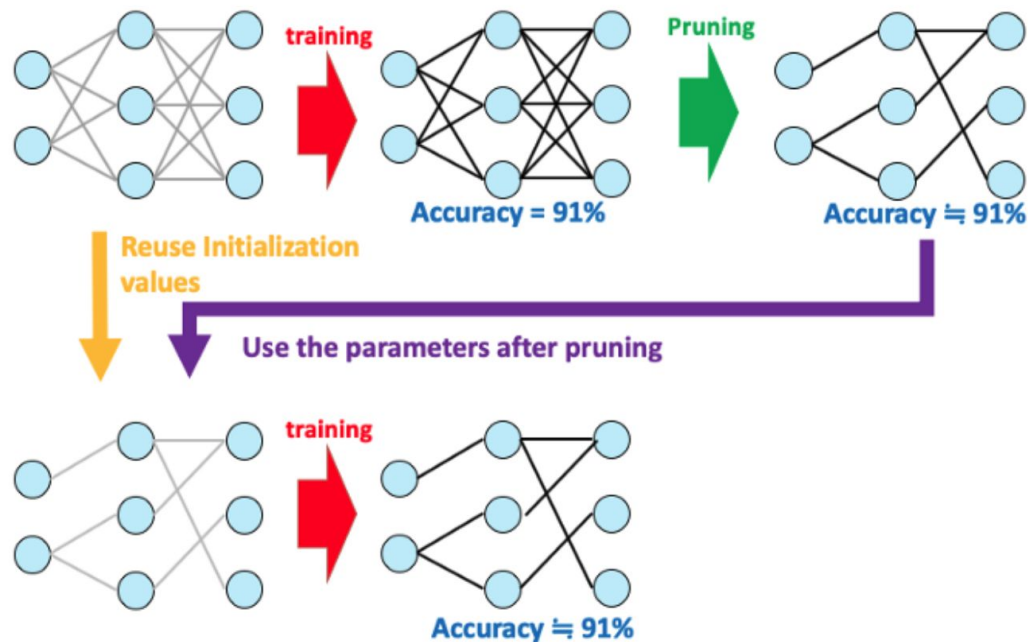 training
Pruning
Accuracy = 91%
Accuracy ≒ 91%
Reuse Initialization
values
Use the parameters after pruning
training
Accuracy ≒ 91%